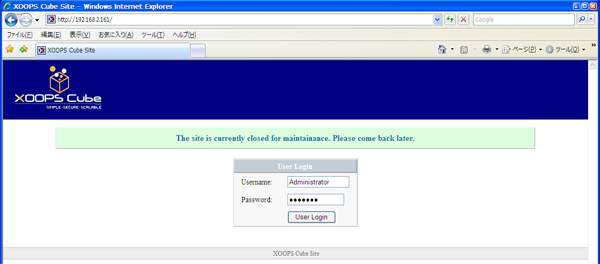 XOOPS Cube Site - Windows Internet Explorer
http://192.168.2.161/
Google
ファイル(F) 編集(E) 表示(V) お気に入り(A) ツール(T) ヘルプ(H)
XOOPS Cube Site
ページ(P) ツール(O)
XOOPS Cube
SIMPLE·SECURE·SCALABLE
The site is currently closed for maintainance. Please come back later.
User Login
Username: Administrator
Password: •••••••
User Login
XOOPS Cube Site